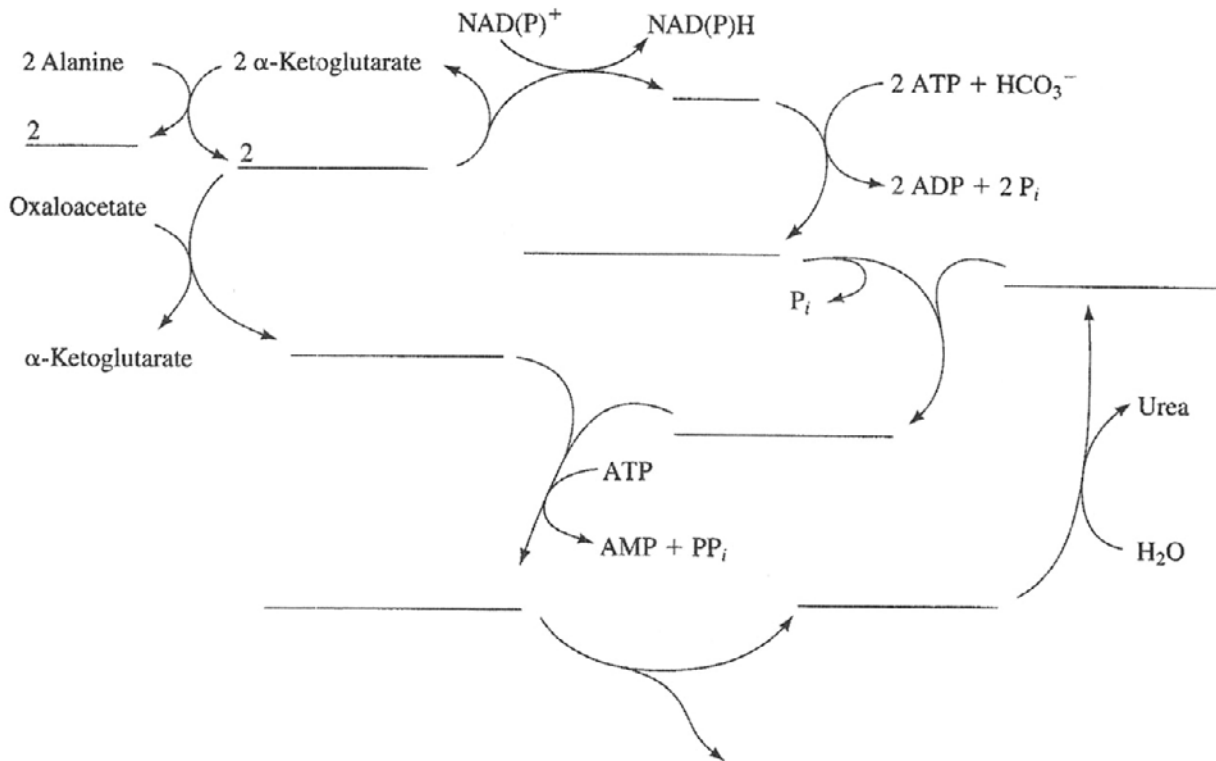 NAD(P)⁺
NAD(P)H
2 Alanine
2 α-Ketoglutarate
2 ATP + HCO₃⁻
2
2
2 ADP + 2 Pᵢ
Oxaloacetate
Pᵢ
α-Ketoglutarate
Urea
ATP
AMP + PPᵢ
H₂O